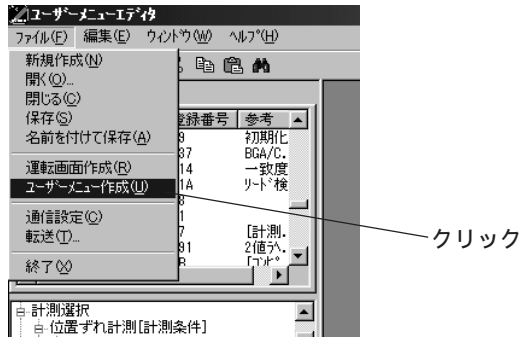 ユーザーメニューエディタ
ファイル(F) 編集(E) ウィンドウ(W) ヘルプ(H)
新規作成(N)
開く(O)...
閉じる(C)
保存(S)
名前を付けて保存(A)
運転画面作成(R)
ユーザーメニュー作成(U)
通信設定(C)
転送(T)...
終了(X)
登録番号 参考
9 初期化
37 BGA/C.
14 一致度
1A リード検
3
1
7 [計測.
91 2値ラベ.
B [コンピ
クリック
計測選択
位置ずれ計測[計測条件]